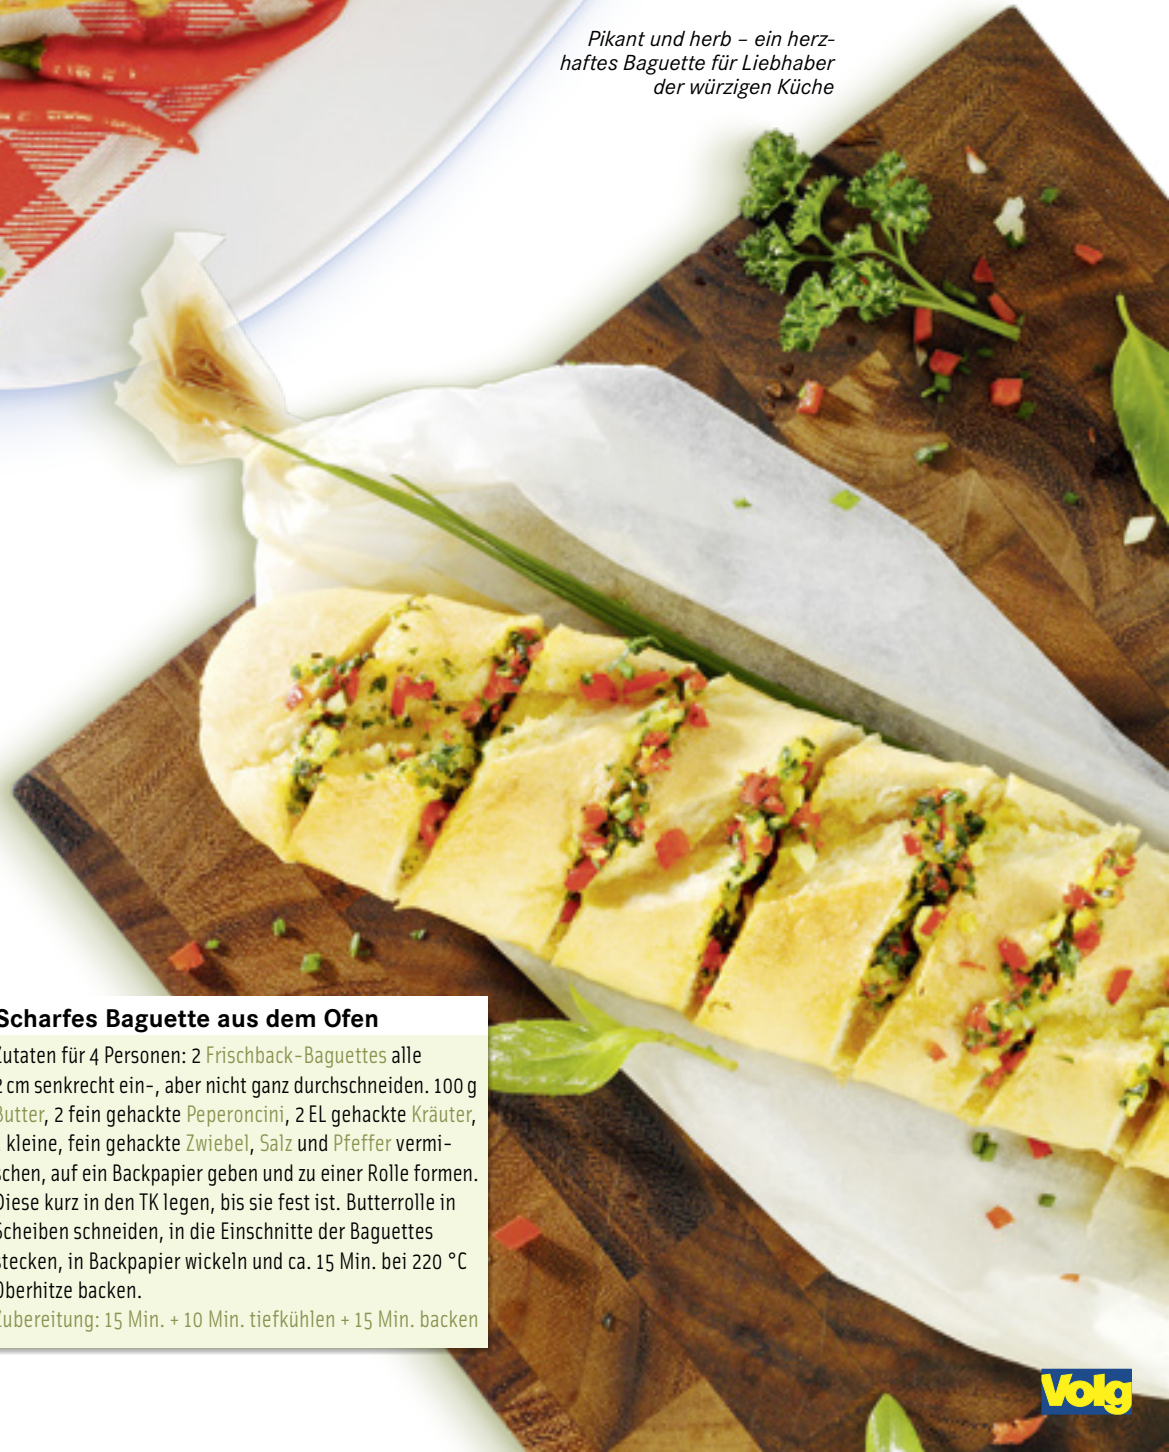 Pikant und herb – ein herz-
haftes Baguette für Liebhaber
der würzigen Küche
Scharfes Baguette aus dem Ofen
Zutaten für 4 Personen: 2 Frischback-Baguettes alle
2 cm senkrecht ein-, aber nicht ganz durchschneiden. 100 g
Butter, 2 fein gehackte Peperoncini, 2 EL gehackte Kräuter,
kleine, fein gehackte Zwiebel, Salz und Pfeffer vermi-
schen, auf ein Backpapier geben und zu einer Rolle formen.
Diese kurz in den TK legen, bis sie fest ist. Butterrolle in
Scheiben schneiden, in die Einschnitte der Baguettes
stecken, in Backpapier wickeln und ca. 15 Min. bei 220 °C
Oberhitze backen.
Zubereitung: 15 Min. + 10 Min. tiefkühlen + 15 Min. backen
Volg